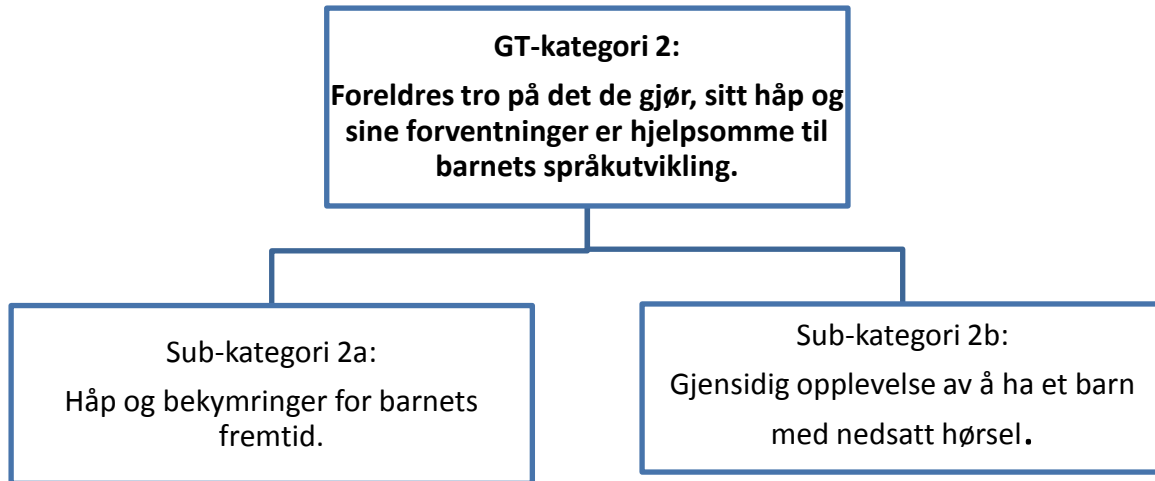 GT-kategori 2:
Foreldres tro på det de gjør, sitt håp og
sine forventninger er hjelpsomme til
barnets språkutvikling.
Sub-kategori 2a:
Håp og bekymringer for barnets
fremtid.
Sub-kategori 2b:
Gjensidig opplevelse av å ha et barn
med nedsatt hørsel.